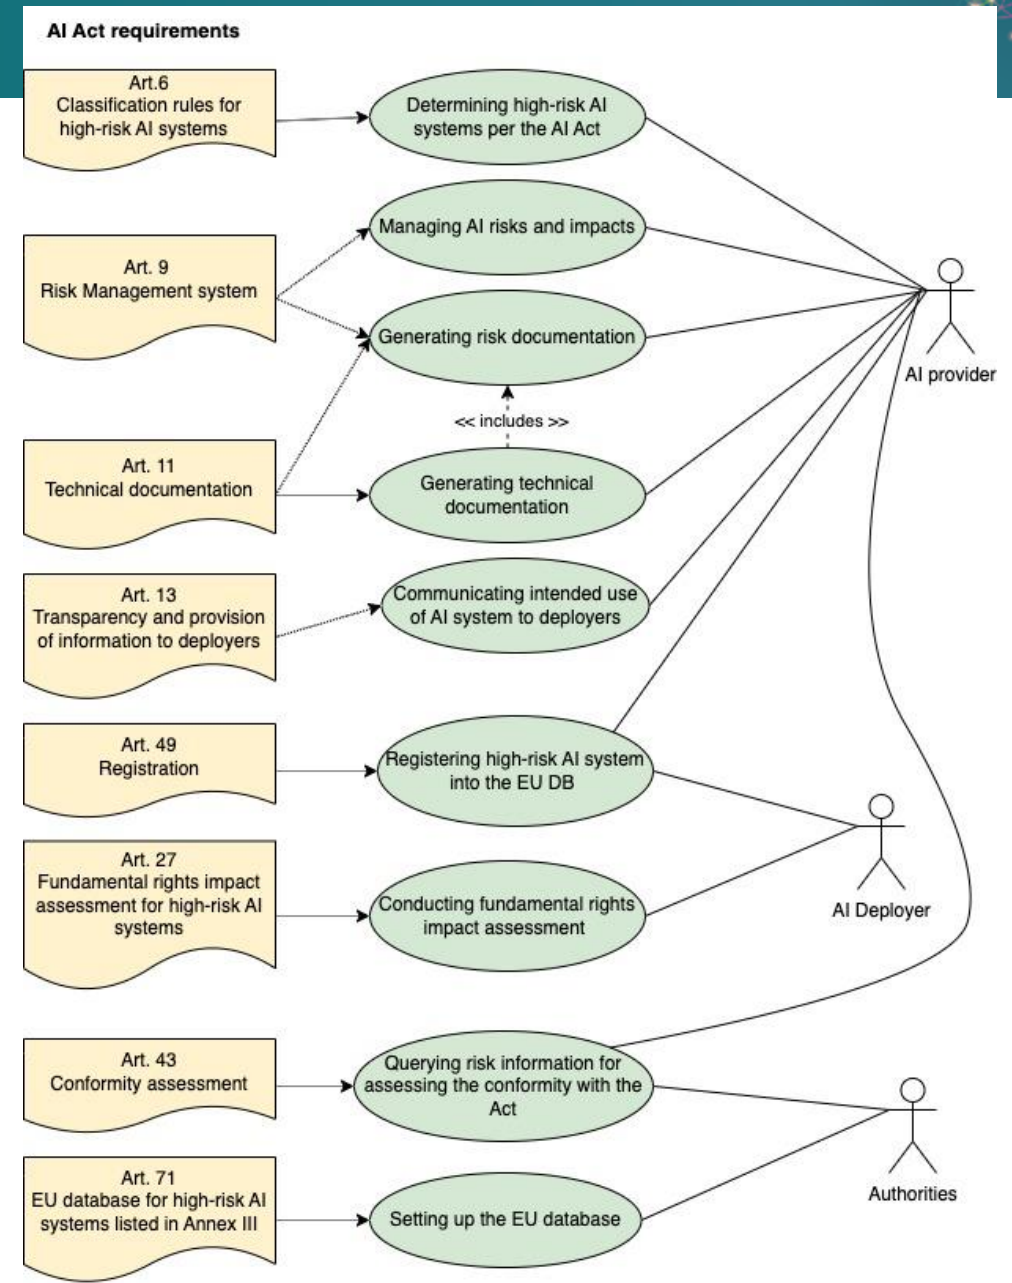 AI Act requirements
Art.6
Classification rules for
high-risk AI systems
Determining high-risk AI
systems per the AI Act
Managing AI risks and impacts
Art. 9
Risk Management system
Generating risk documentation
AI provider
<< includes >>
Art. 11
Technical documentation
Generating technical
documentation
Art. 13
Transparency and provision
of information to deployers
Communicating intended use
of AI system to deployers
Art. 49
Registration
Registering high-risk AI system
into the EU DB
Art. 27
Fundamental rights impact
assessment for high-risk AI
systems
Conducting fundamental rights
impact assessment
AI Deployer
Art. 43
Conformity assessment
Querying risk information for
assessing the conformity with the
Act
Art. 71
EU database for high-risk AI
systems listed in Annex III
Setting up the EU database
Authorities